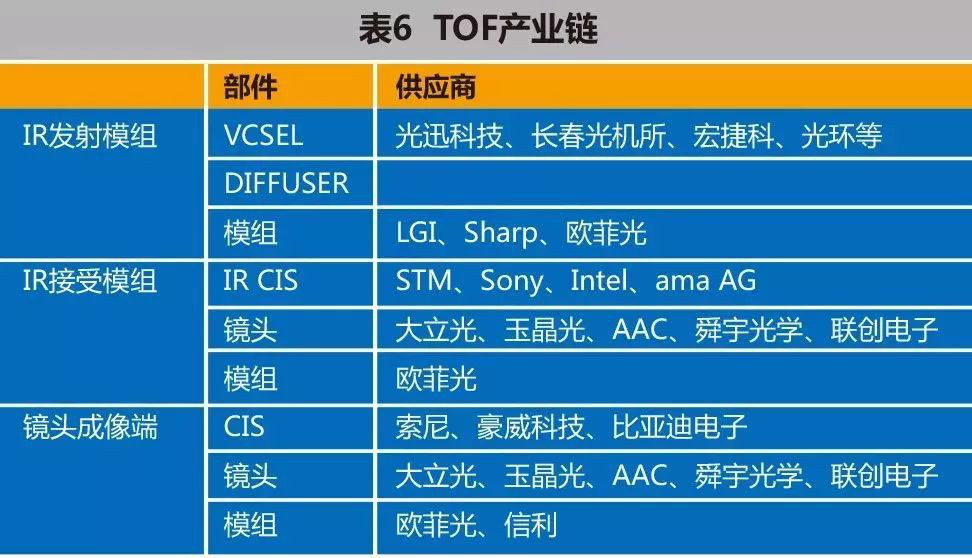 表6 TOF产业链
部件 供应商
IR发射模组 VCSEL 光迅科技、长春光机所、宏捷科、光环等
DIFFUSER
模组 LGI、Sharp、欧菲光
IR接受模组 IR CIS STM、Sony、Intel、ama AG
镜头 大立光、玉晶光、AAC、舜宇光学、联创电子
模组 欧菲光
镜头成像端 CIS 索尼、豪威科技、比亚迪电子
镜头 大立光、玉晶光、AAC、舜宇光学、联创电子
模组 欧菲光、信利